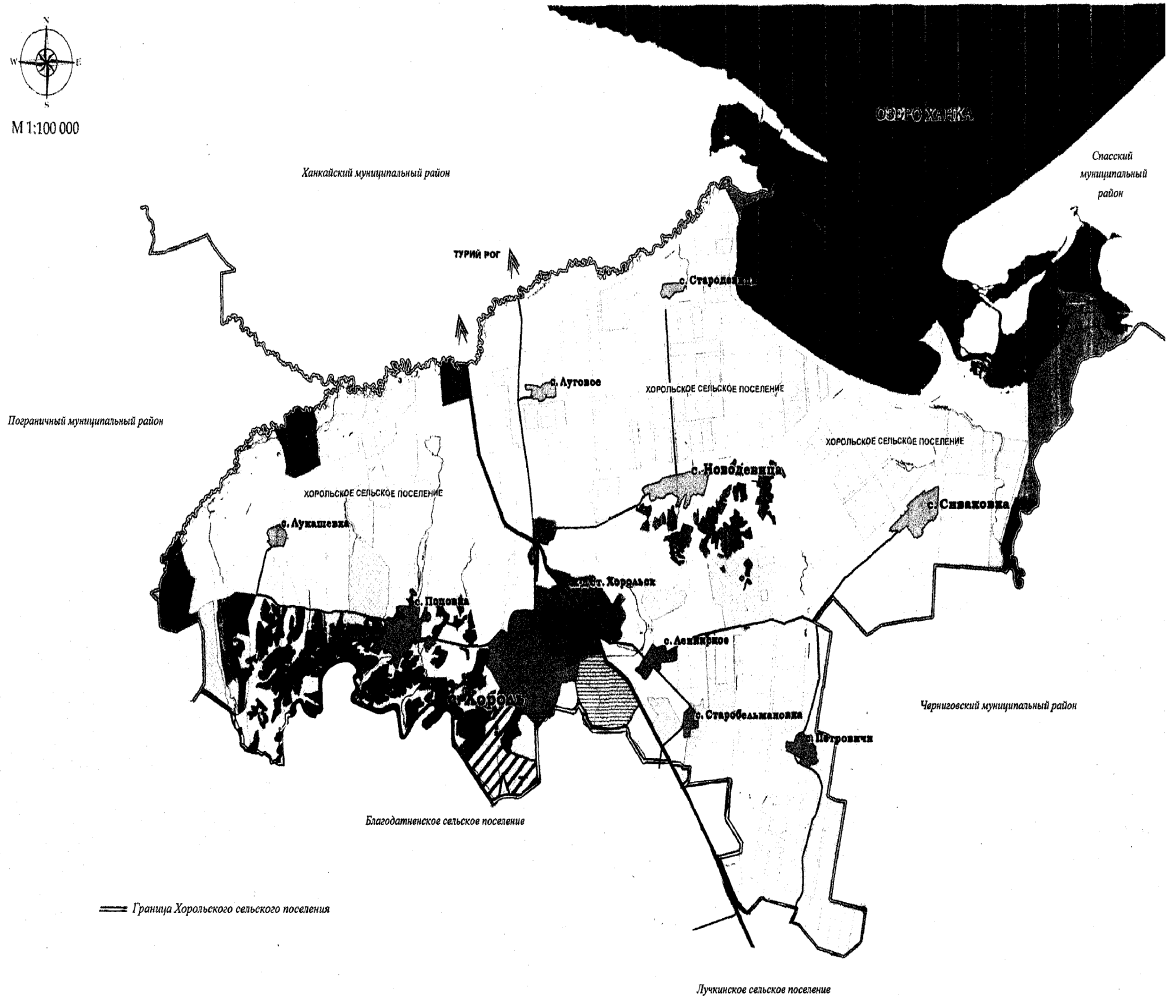 N
W E
S
М 1:100 000
ОЗЕРО ХАНКА
Ханкайский муниципальный район
Спасский
муниципальный
район
ТУРИЙ РОГ
с. Луговое
ХОРОЛЬСКОЕ СЕЛЬСКОЕ ПОСЕЛЕНИЕ
Пограничный муниципальный район
ХОРОЛЬСКОЕ СЕЛЬСКОЕ ПОСЕЛЕНИЕ
с. Новодевица
ХОРОЛЬСКОЕ СЕЛЬСКОЕ ПОСЕЛЕНИЕ
с. Сиваковка
с. Лукашевка
ст. Хорольск
с. Поповка
с. Ленинское
Хороль
с. Старобельмановка
Черниговский муниципальный район
Петровичи
Благодатненское сельское поселение
Граница Хорольского сельского поселения
Лучкинское сельское поселение